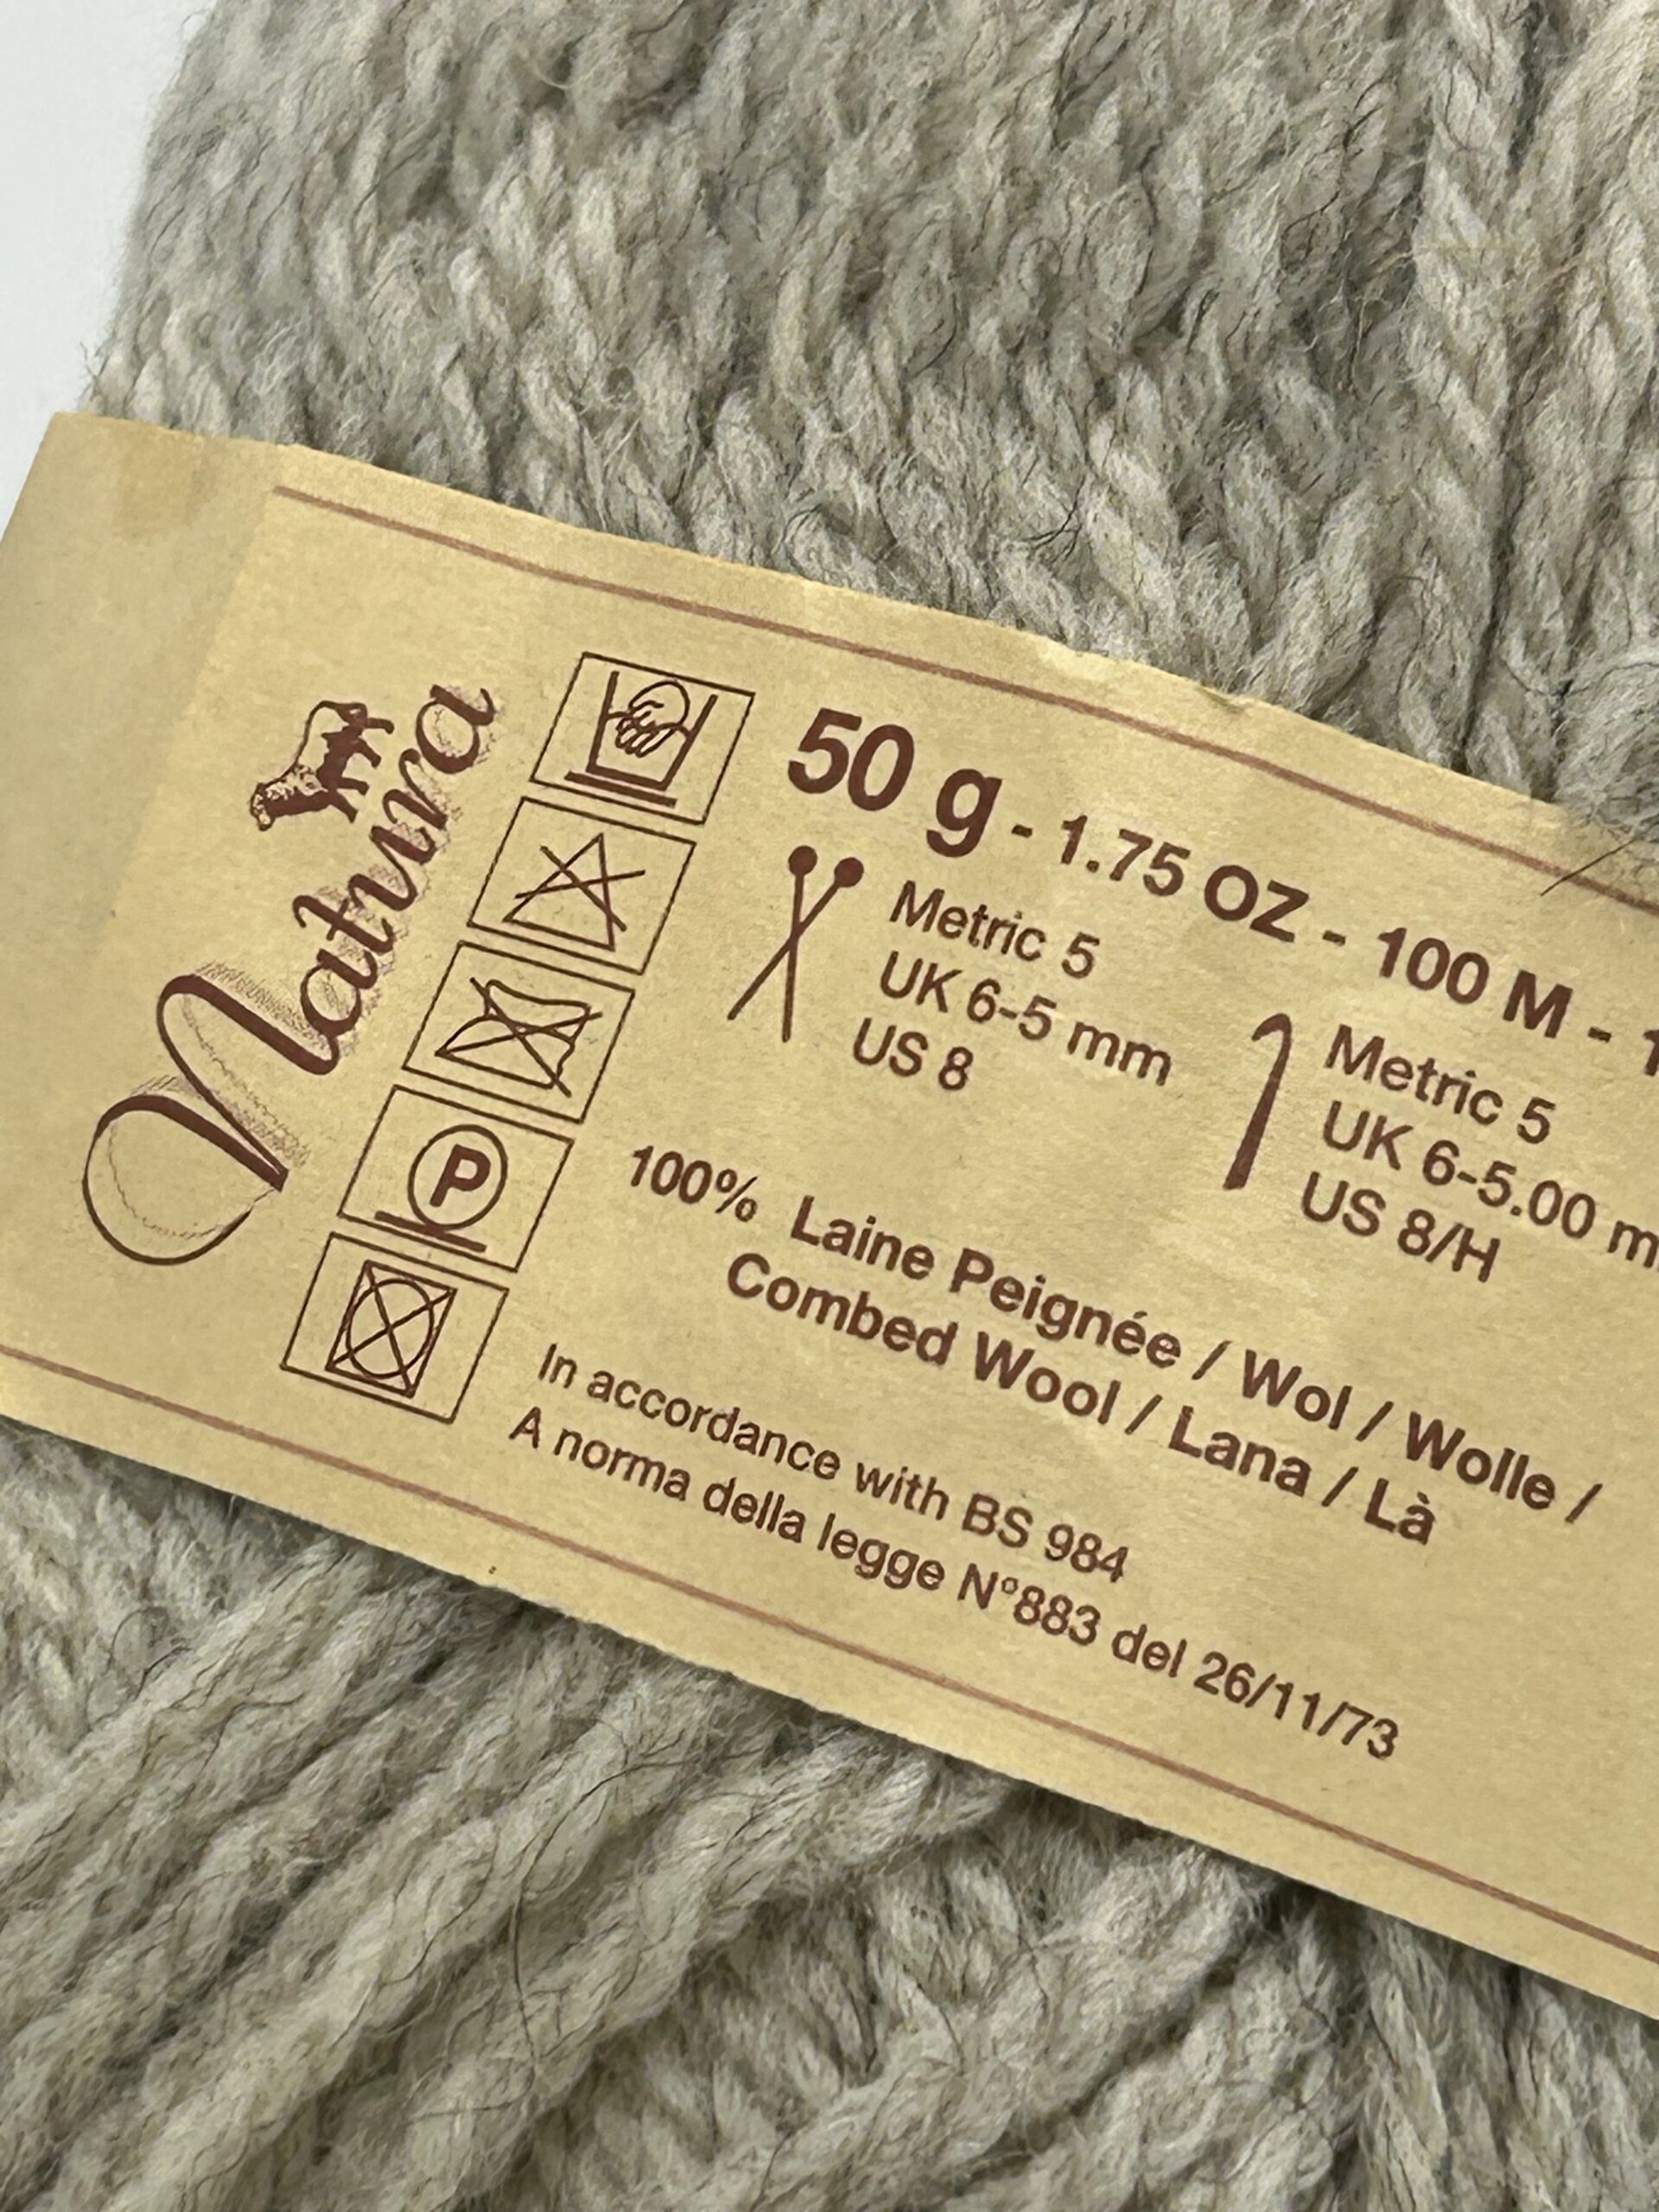 Natura
50 g - 1.75 OZ - 100 M - 1
Metric 5
UK 6-5 mm
US 8
Metric 5
UK 6-5.00 m
US 8/H
P
100% Laine Peignée / Wol / Wolle /
Combed Wool / Lana / Là
In accordance with BS 984
A norma della legge N°883 del 26/11/73